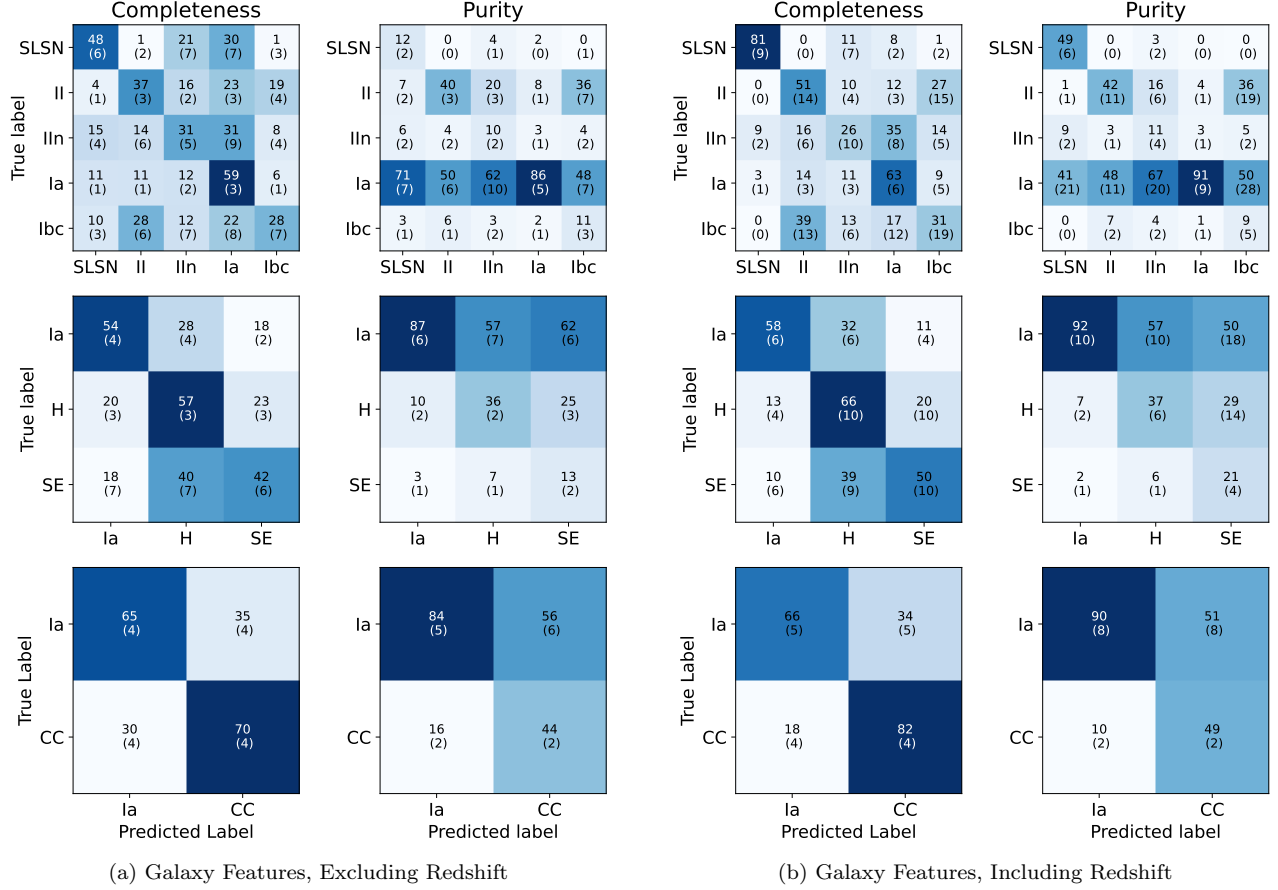 Completeness Purity Completeness Purity
SLSN 48 1 21 30 1 12 0 4 2 0 SLSN 81 0 11 8 1 49 0 3 0 0
(6) (2) (7) (7) (3) (2) (0) (1) (0) (1) (9) (0) (7) (2) (2) (6) (0) (2) (0) (0)
II 4 37 16 23 19 7 40 20 8 36 II 0 51 10 12 27 1 42 16 4 36
(1) (3) (2) (3) (4) (2) (3) (3) (1) (7) (0) (14) (4) (3) (15) (1) (11) (6) (1) (19)
True label True label
IIn 15 14 31 31 8 6 4 10 3 4 IIn 9 16 26 35 14 9 3 11 3 5
(4) (6) (5) (9) (4) (2) (2) (2) (1) (2) (2) (6) (10) (8) (5) (2) (1) (4) (1) (2)
Ia 11 11 12 59 6 71 50 62 86 48 Ia 3 14 11 63 9 41 48 67 91 50
(1) (1) (2) (3) (1) (7) (6) (10) (5) (7) (1) (3) (3) (6) (5) (21) (11) (20) (9) (28)
Ibc 10 28 12 22 28 3 6 3 2 11 Ibc 0 39 13 17 31 0 7 4 1 9
(3) (6) (7) (8) (7) (1) (1) (2) (1) (3) (0) (13) (6) (12) (19) (0) (2) (2) (1) (5)
SLSN II IIn Ia Ibc SLSN II IIn Ia Ibc SLSN II IIn Ia Ibc SLSN II IIn Ia Ibc
Ia 54 28 18 87 57 62 Ia 58 32 11 92 57 50
(4) (4) (2) (6) (7) (6) (6) (6) (4) (10) (10) (18)
True label True label
H 20 57 23 10 36 25 H 13 66 20 7 37 29
(3) (3) (3) (2) (2) (3) (4) (10) (10) (2) (6) (14)
SE 18 40 42 3 7 13 SE 10 39 50 2 6 21
(7) (7) (6) (1) (1) (2) (6) (9) (10) (1) (1) (4)
Ia H SE Ia H SE Ia H SE Ia H SE
Ia 65 35 84 56 Ia 66 34 90 51
(4) (4) (5) (6) (5) (5) (8) (8)
True Label True Label
CC 30 70 16 44 CC 18 82 10 49
(4) (4) (2) (2) (4) (4) (2) (2)
Ia CC Ia CC Ia CC Ia CC
Predicted Label Predicted label Predicted Label Predicted label
(a) Galaxy Features, Excluding Redshift (b) Galaxy Features, Including Redshift